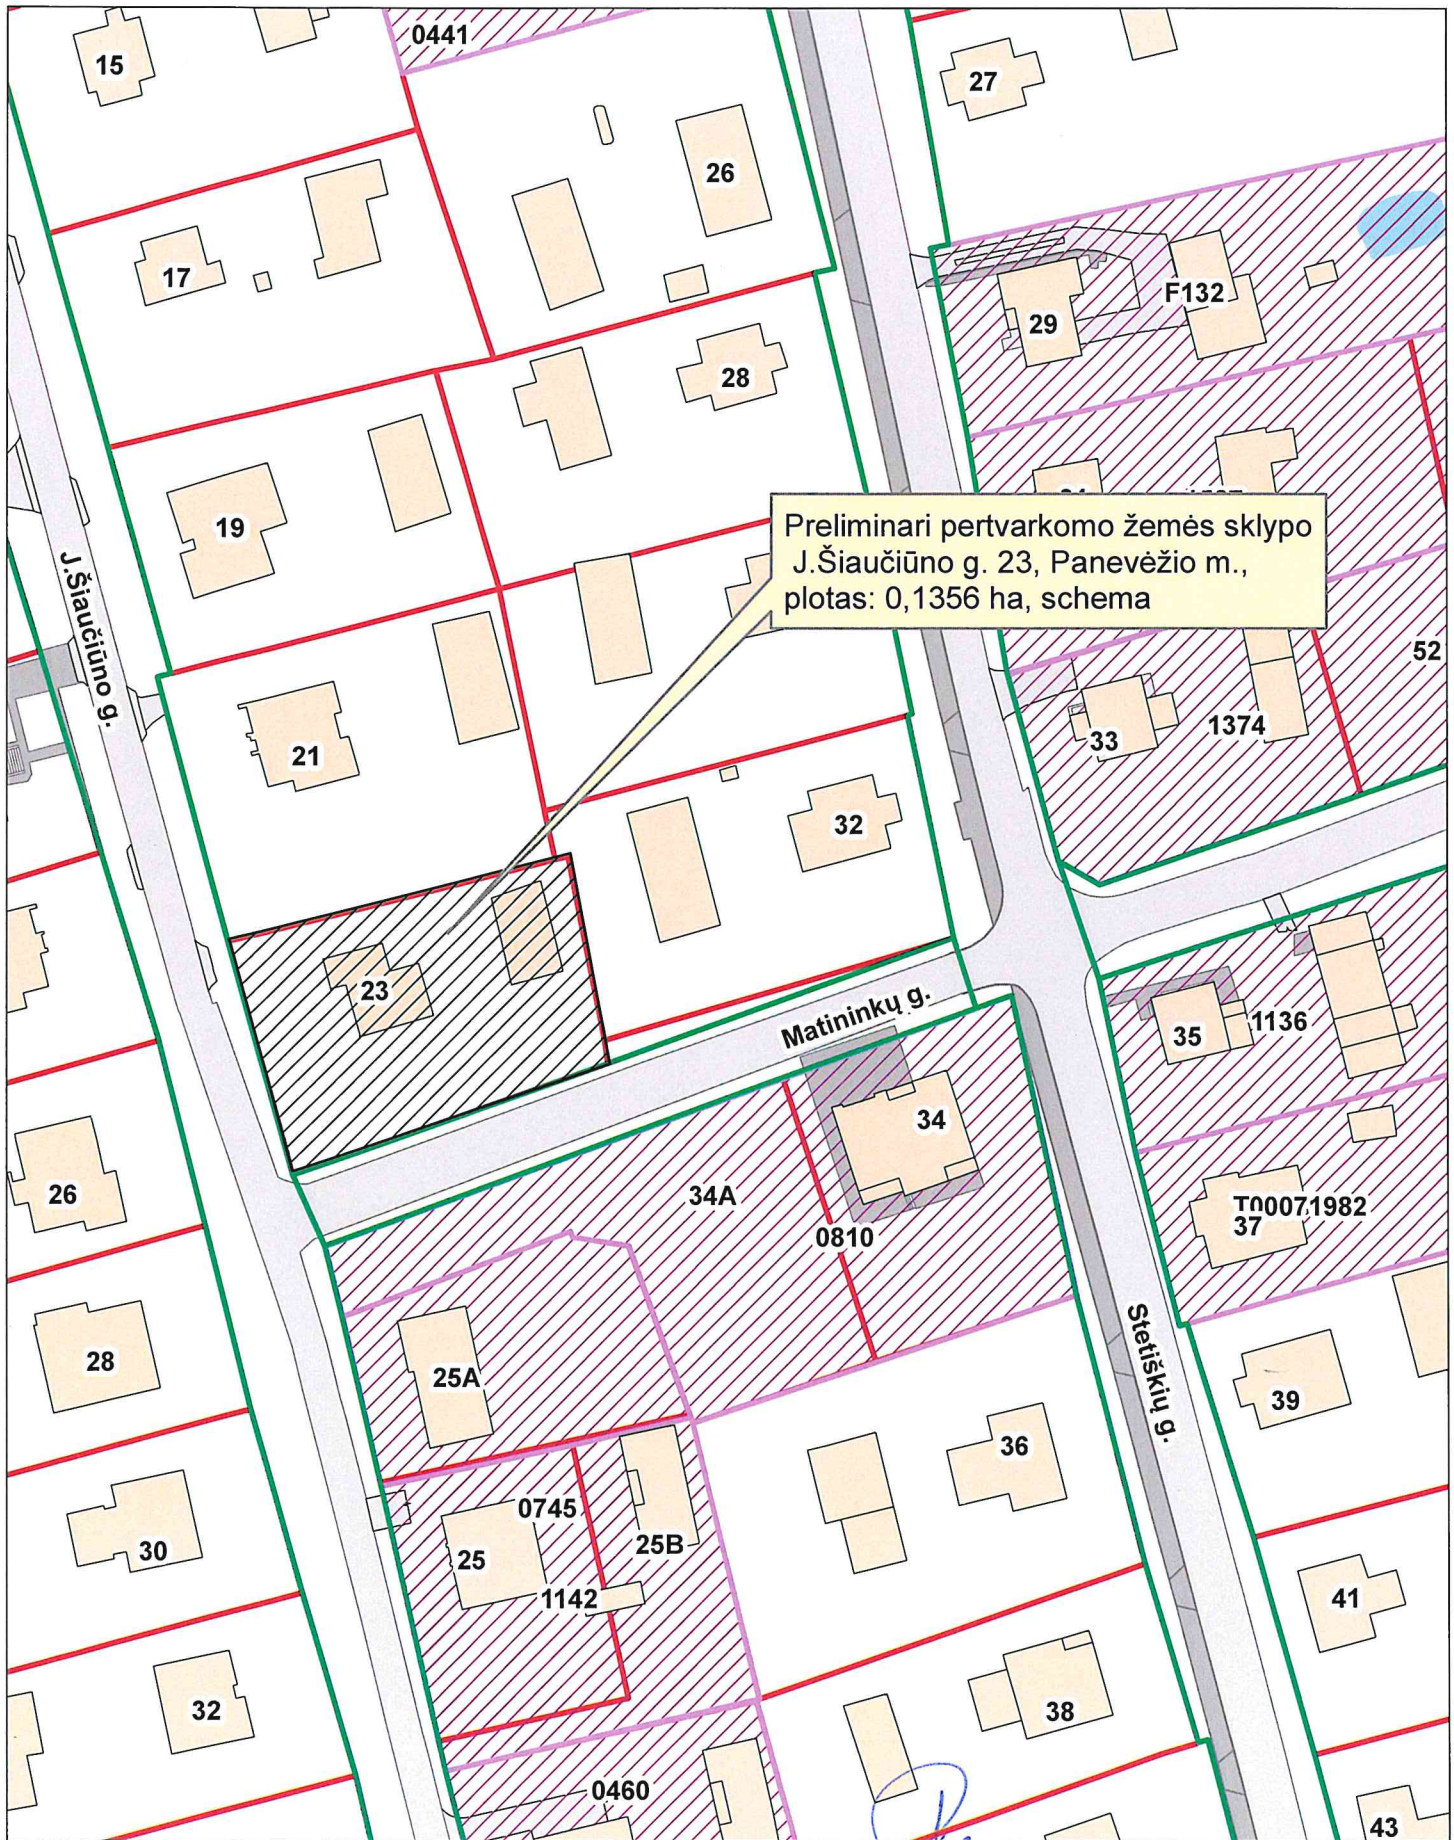 0441
15
27
26
17
F132
29
28
19
Preliminari pertvarkomo žemės sklypo
J.Šiaučiūno g. 23, Panevėžio m.,
plotas: 0,1356 ha, schema
J.Šiaučiūno g.
52
21
33
1374
32
23
Matininkų g.
35
1136
34
26
34A
T00071982
37
0810
28
25A
Stetiškių g.
39
36
0745
30
25
25B
1142
41
32
38
0460
43